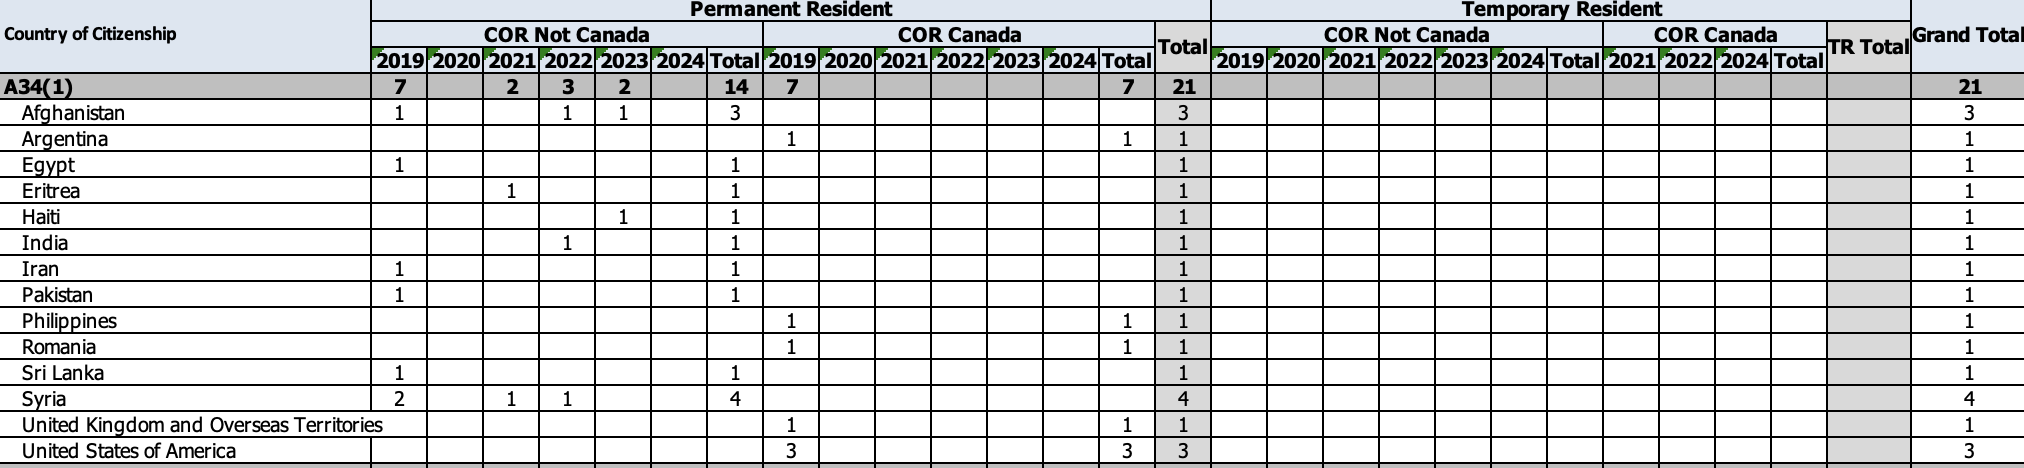 Permanent Resident Temporary Resident
Country of Citizenship COR Not Canada COR Canada Total COR Not Canada COR Canada TR Total Grand Total
2019 2020 2021 2022 2023 2024 Total 2019 2020 2021 2022 2023 2024 Total 2019 2020 2021 2022 2023 2024 Total 2021 2022 2024 Total
A34(1) 7 2 3 2 14 7 7 21 21
Afghanistan 1 1 1 3 3 3
Argentina 1 1 1 1
Egypt 1 1 1 1
Eritrea 1 1 1 1
Haiti 1 1 1 1
India 1 1 1 1
Iran 1 1 1 1
Pakistan 1 1 1 1
Philippines 1 1 1 1
Romania 1 1 1 1
Sri Lanka 1 1 1 1
Syria 2 1 1 4 4 4
United Kingdom and Overseas Territories 1 1 1 1
United States of America 3 3 3 3